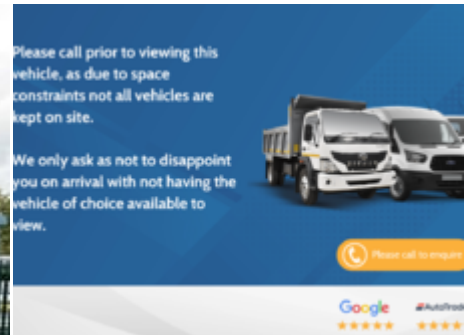 Please call prior to viewing this
vehicle, as due to space
constraints not all vehicles are
kept on site.
We only ask as not to disappoint
you on arrival with not having the
vehicle of choice available to
view.
Please call to enquire
Google
AutoTrade